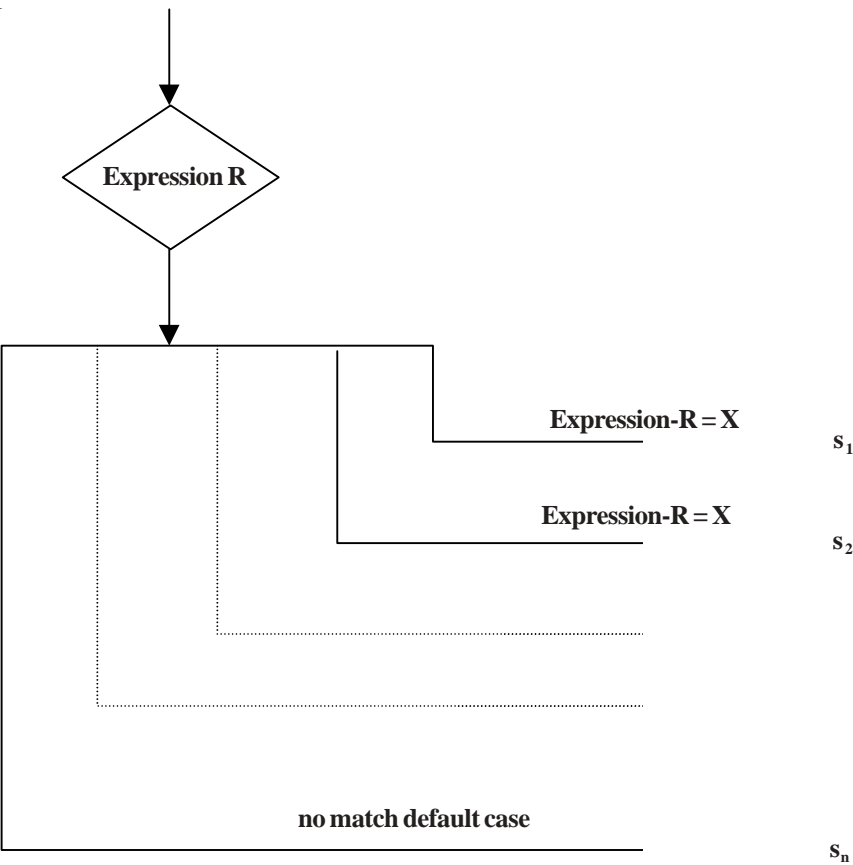 Expression R
Expression-R = X
s1
Expression-R = X
s2
no match default case
sn